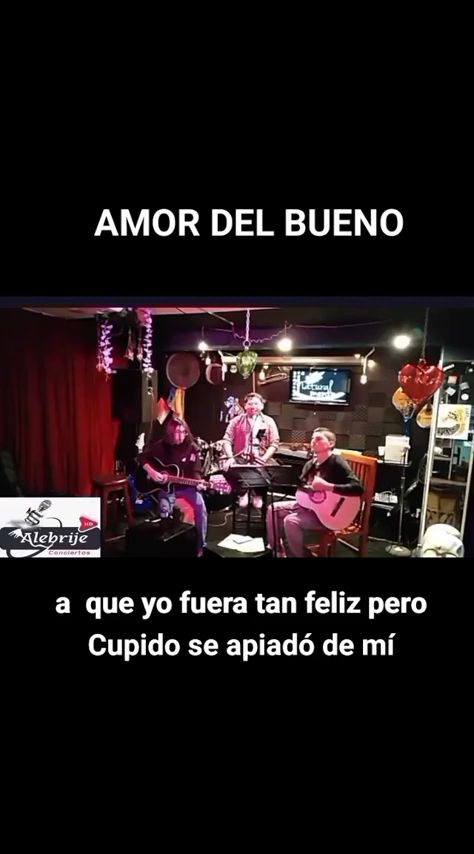 AMOR DEL BUENO
Alebrije
Conciertos
a que yo fuera tan feliz pero
Cupido se apiadó de mí